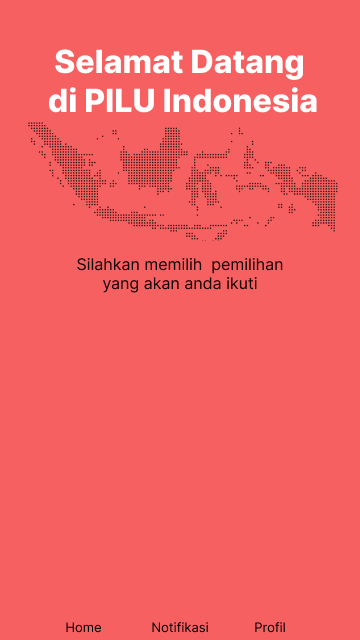 Selamat Datang
di PILU Indonesia
Silahkan memilih  pemilihan
yang akan anda ikuti
Home Notifikasi Profil